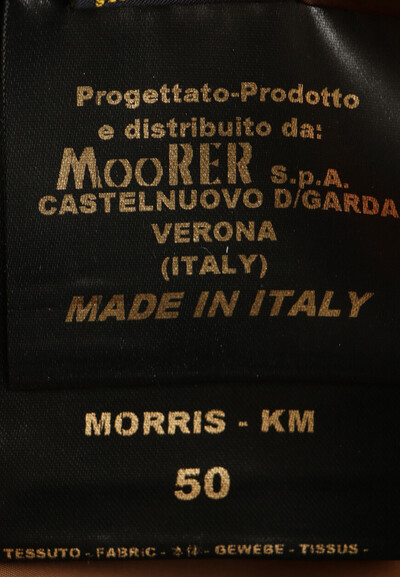 Progettato-Prodotto
e distribuito da:
MOORER S.p.A.
CASTELNUOVO D/GARDA
VERONA
(ITALY)
MADE IN ITALY
MORRIS - KM
50
TESSUTO - FABRIC - - GEWEBE - TISSUS -